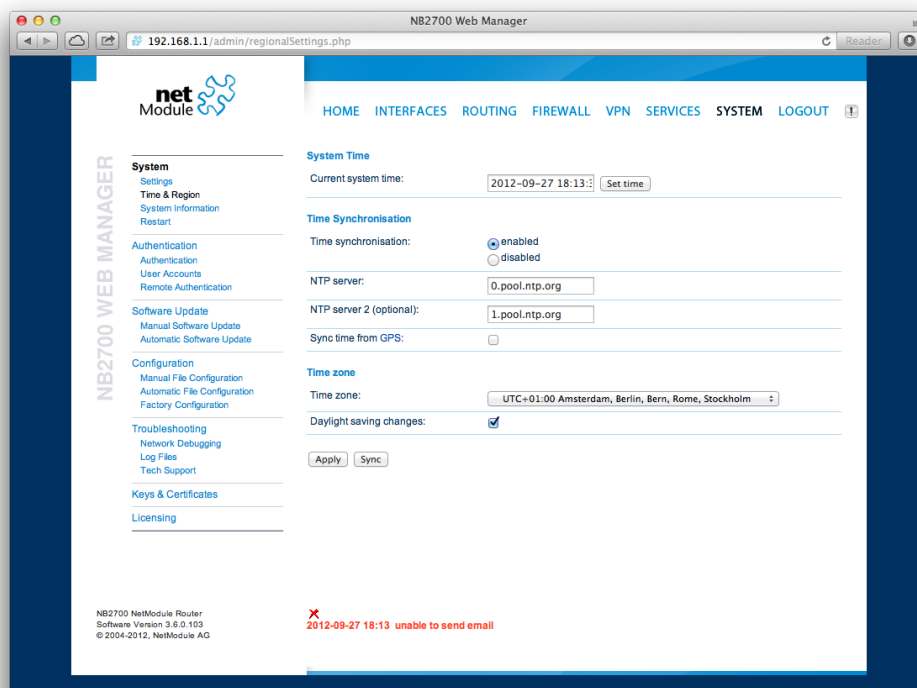 NB2700 Web Manager
192.168.1.1/admin/regionalSettings.php
Reader
net
Module
HOME INTERFACES ROUTING FIREWALL VPN SERVICES SYSTEM LOGOUT !
NB2700 WEB MANAGER
System
Settings
Time & Region
System Information
Restart
Authentication
Authentication
User Accounts
Remote Authentication
Software Update
Manual Software Update
Automatic Software Update
Configuration
Manual File Configuration
Automatic File Configuration
Factory Configuration
Troubleshooting
Network Debugging
Log Files
Tech Support
Keys & Certificates
Licensing
System Time
Current system time: 2012-09-27 18:13: Set time
Time Synchronisation
Time synchronisation: enabled
disabled
NTP server: 0.pool.ntp.org
NTP server 2 (optional): 1.pool.ntp.org
Sync time from GPS:
Time zone
Time zone: UTC+01:00 Amsterdam, Berlin, Bern, Rome, Stockholm
Daylight saving changes:
Apply Sync
NB2700 NetModule Router
Software Version 3.6.0.103
© 2004-2012, NetModule AG
2012-09-27 18:13 unable to send email